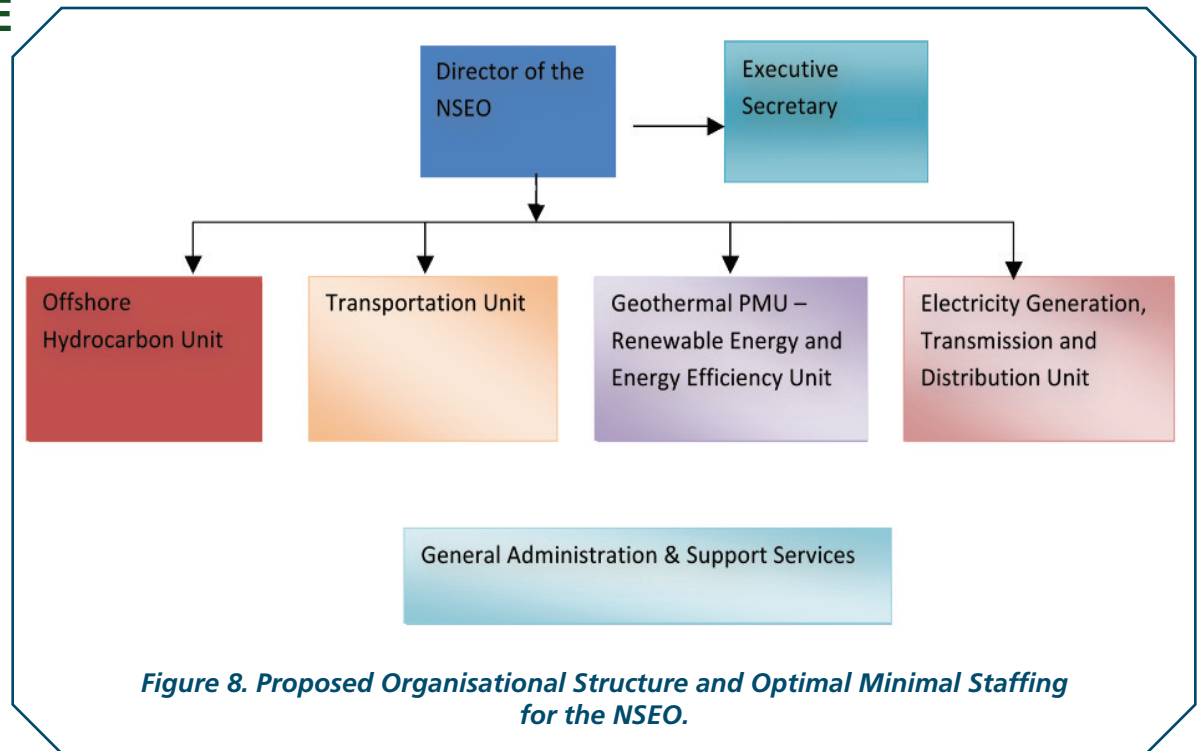 E
Director of the
NSEO
Executive
Secretary
Offshore
Hydrocarbon Unit
Transportation Unit
Geothermal PMU –
Renewable Energy and
Energy Efficiency Unit
Electricity Generation,
Transmission and
Distribution Unit
General Administration & Support Services
Figure 8. Proposed Organisational Structure and Optimal Minimal Staffing
for the NSEO.